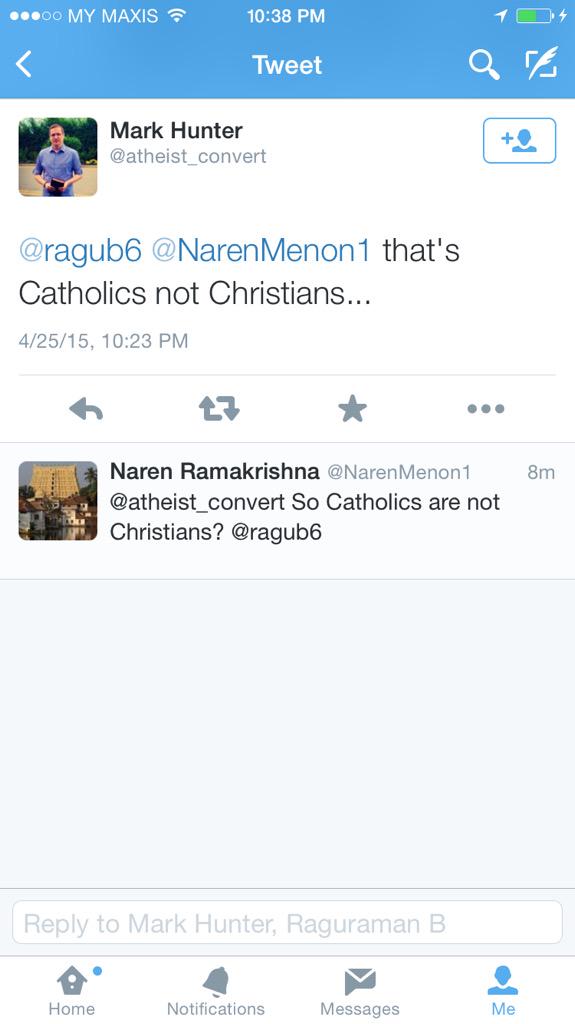 MY MAXIS 10:38 PM
Tweet
Mark Hunter
@atheist_convert
@ragub6 @NarenMenon1 that's
Catholics not Christians...
4/25/15, 10:23 PM
Naren Ramakrishna @NarenMenon1 8m
@atheist_convert So Catholics are not
Christians? @ragub6
Reply to Mark Hunter, Raguraman B
Home Notifications Messages Me